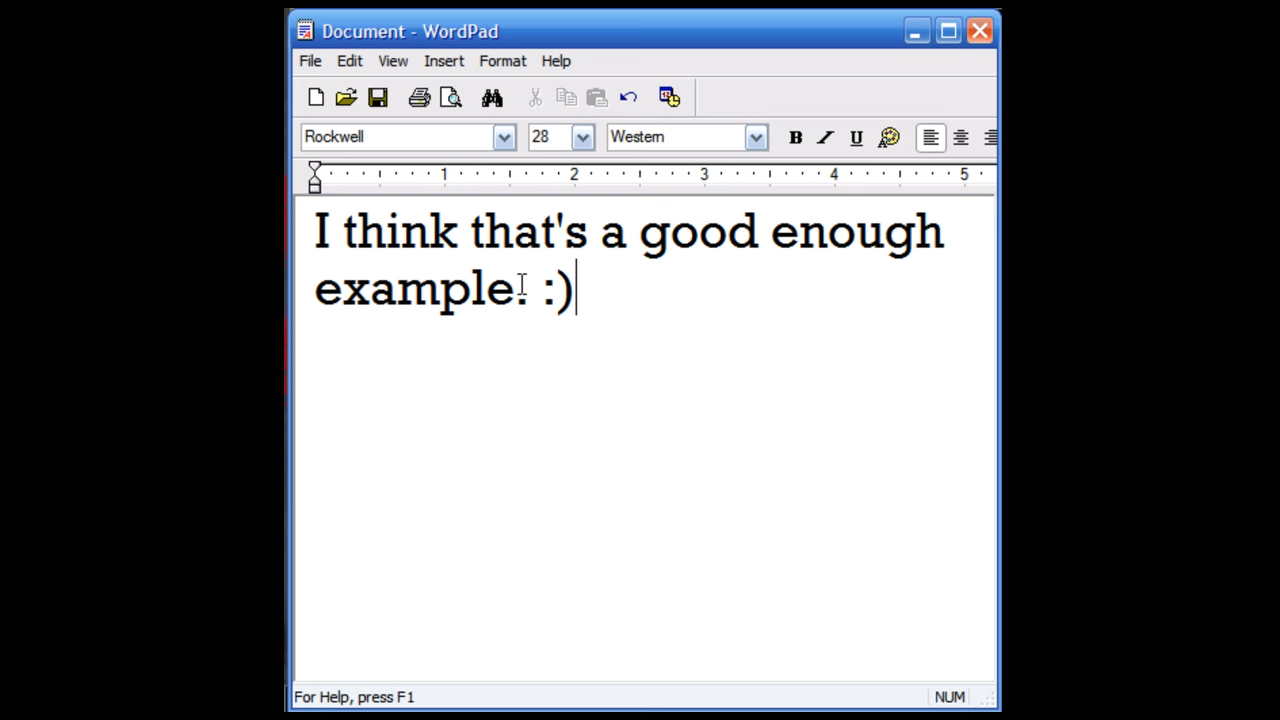 Document - WordPad
File Edit View Insert Format Help
Rockwell 28 Western B I U
1 2 3 4 5
I think that's a good enough
example. :)
For Help, press F1 NUM